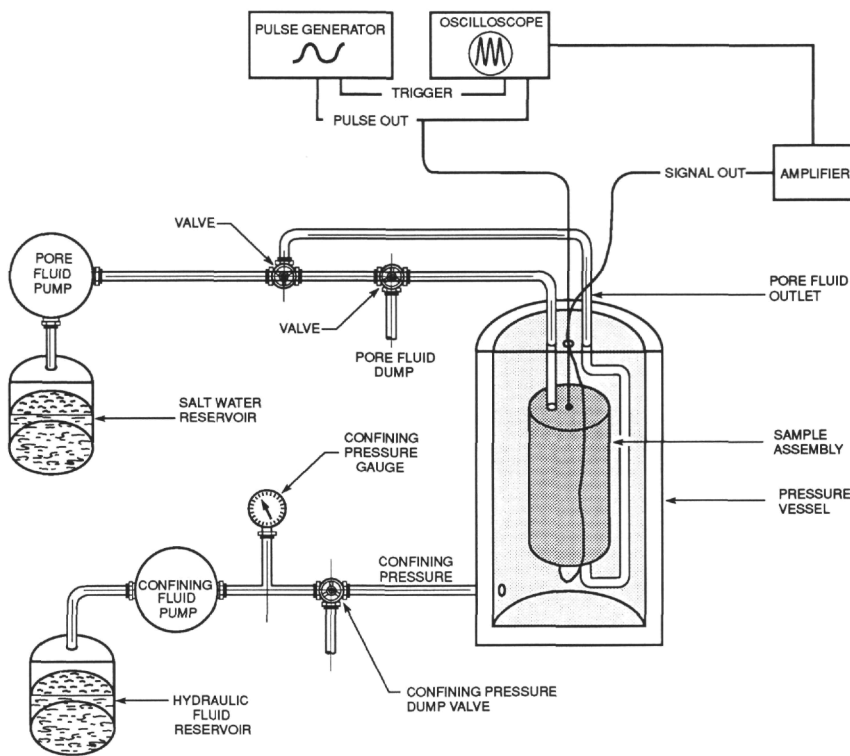 PULSE GENERATOR
OSCILLOSCOPE
TRIGGER
PULSE OUT
SIGNAL OUT
AMPLIFIER
VALVE
PORE
FLUID
PUMP
PORE FLUID
OUTLET
VALVE
PORE FLUID
DUMP
SALT WATER
RESERVOIR
CONFINING
PRESSURE
GAUGE
SAMPLE
ASSEMBLY
PRESSURE
VESSEL
CONFINING
PRESSURE
CONFINING
FLUID
PUMP
HYDRAULIC
FLUID
RESERVOIR
CONFINING PRESSURE
DUMP VALVE